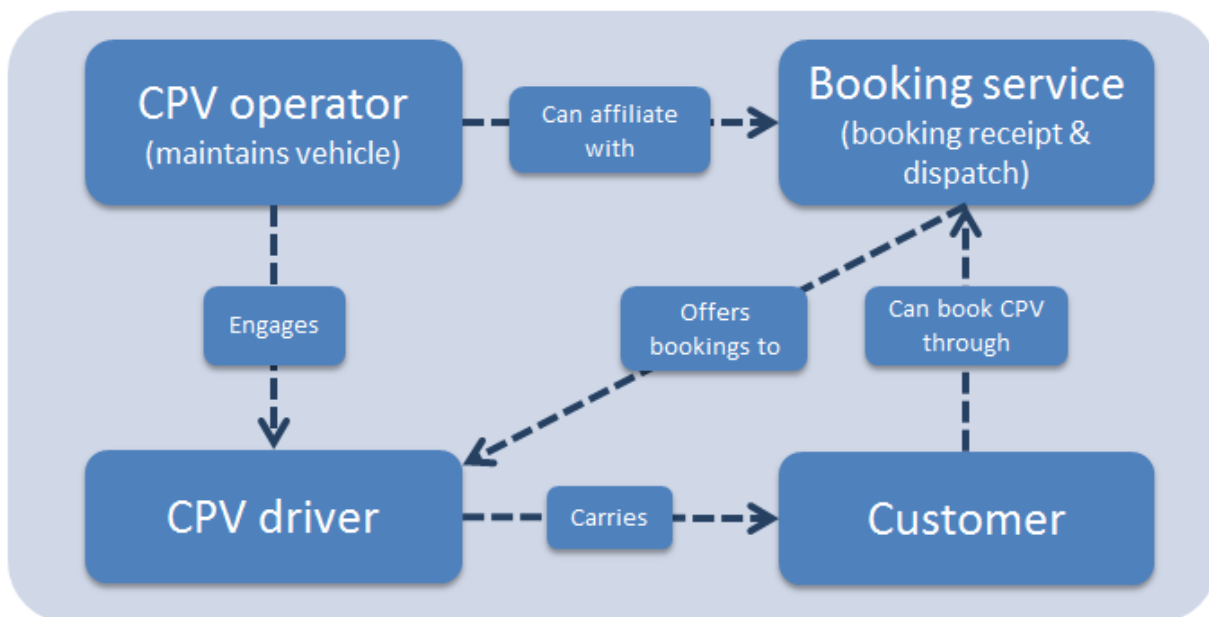 CPV operator
(maintains vehicle)
Can affiliate
with
Booking service
(booking receipt &
dispatch)
Engages
Offers
bookings to
Can book CPV
through
CPV driver
Carries
Customer